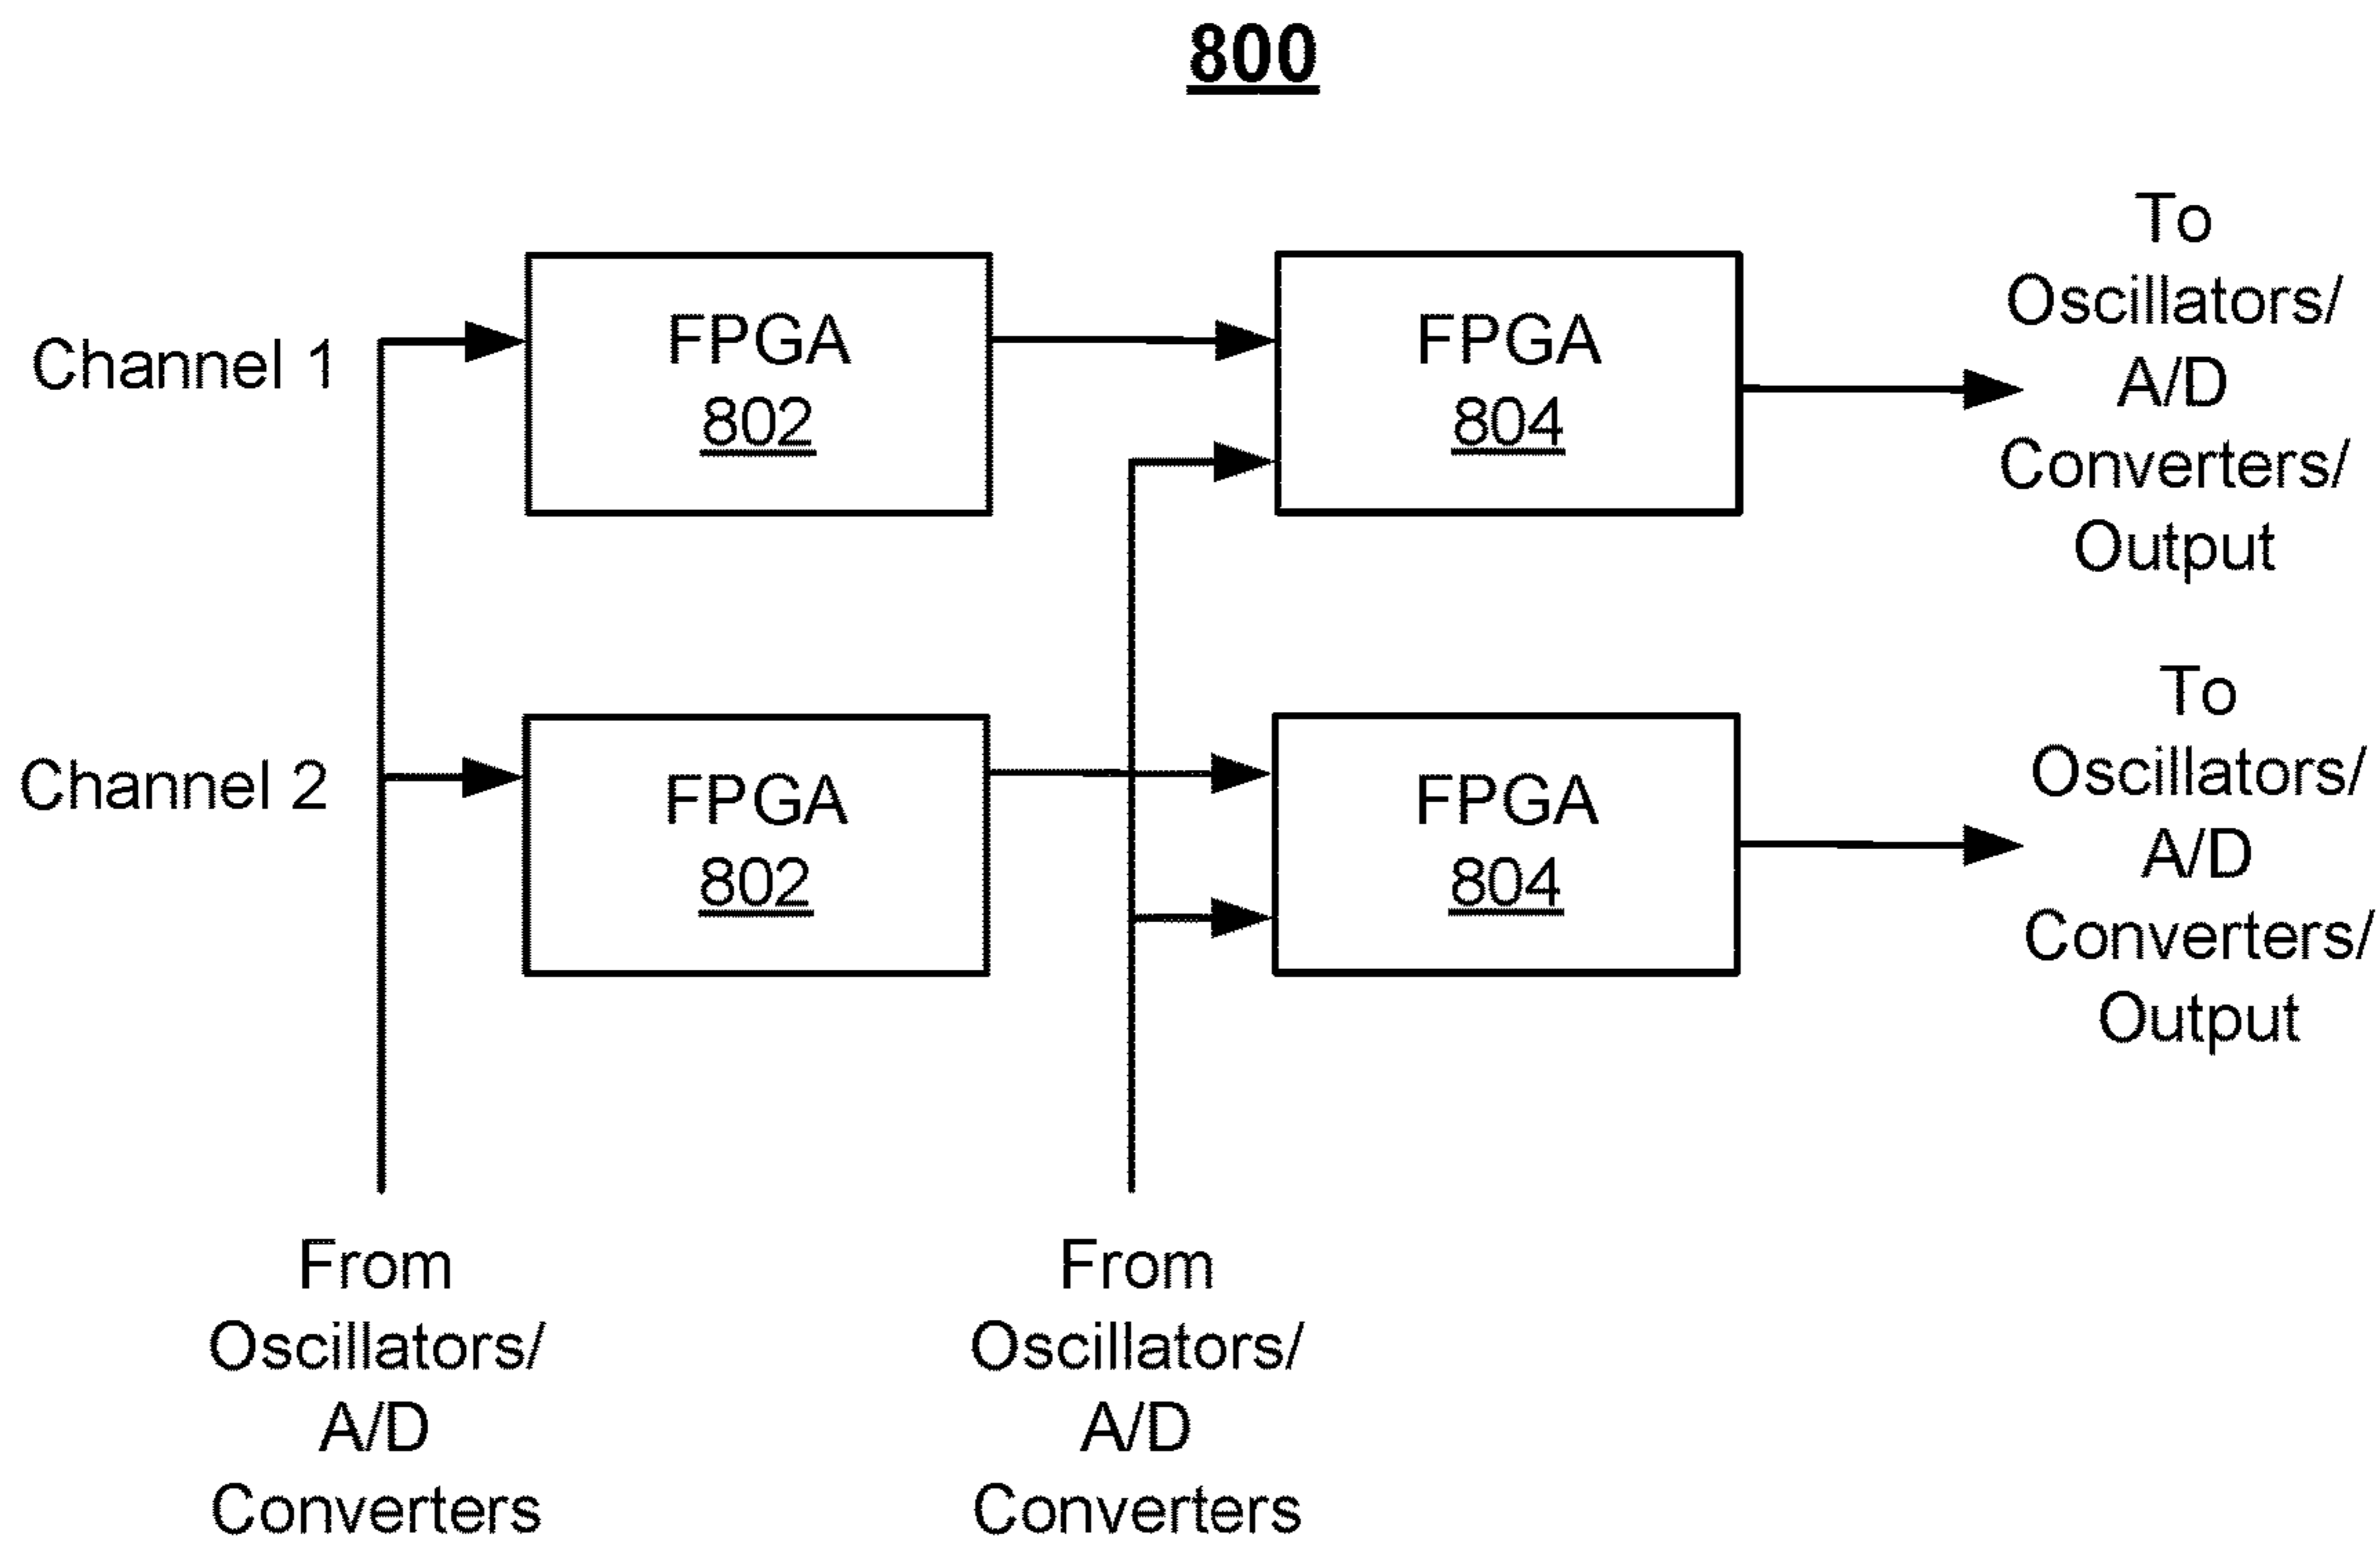 800
Channel 1
FPGA
802
FPGA
804
To
Oscillators/
A/D
Converters/
Output
Channel 2
FPGA
802
FPGA
804
To
Oscillators/
A/D
Converters/
Output
From
Oscillators/
A/D
Converters
From
Oscillators/
A/D
Converters